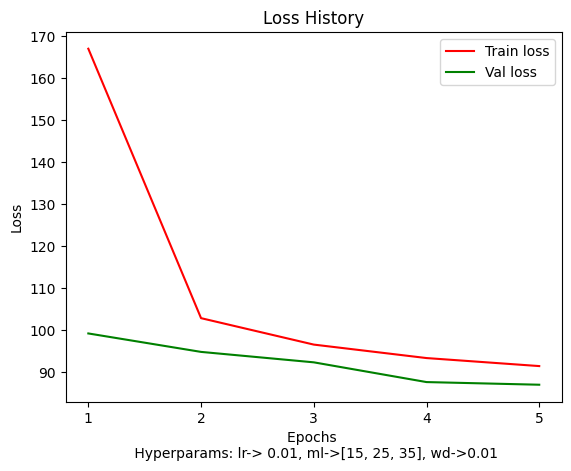 Loss History
Train loss
Val loss
Loss
170
160
150
140
130
120
110
100
90
1 2 3 4 5
Epochs
Hyperparams: lr-> 0.01, ml->[15, 25, 35], wd->0.01